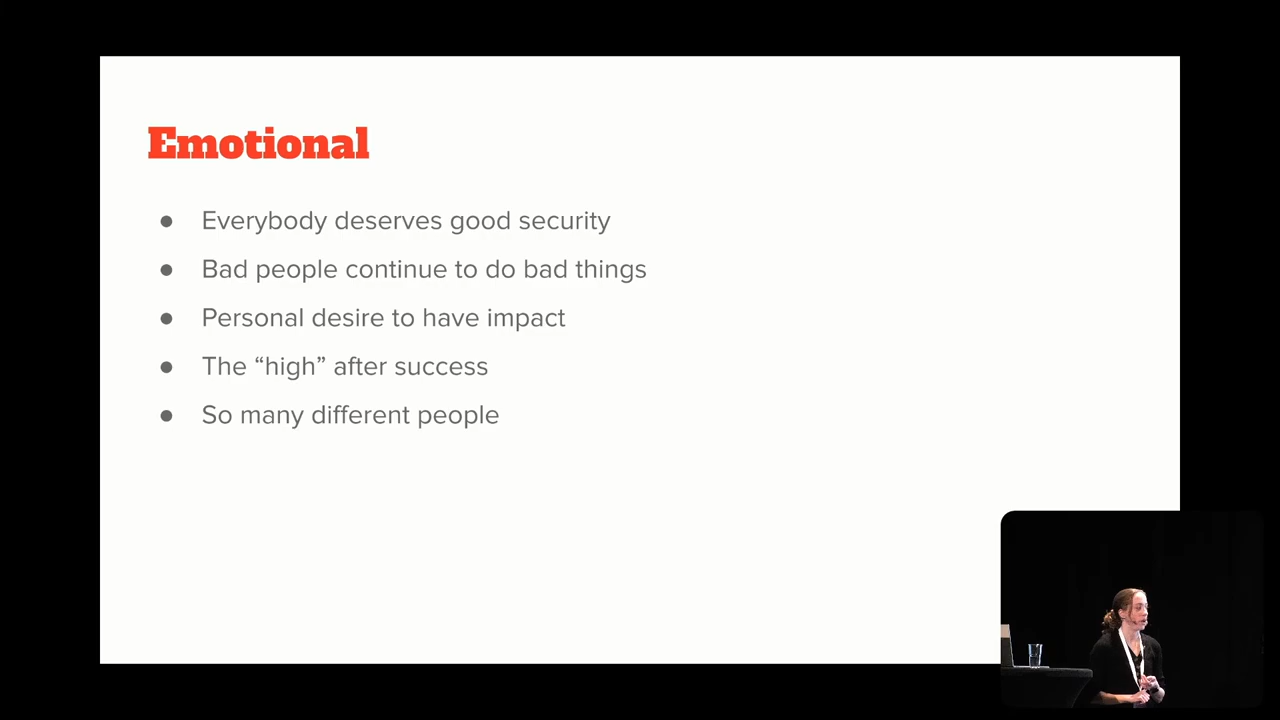 Emotional
● Everybody deserves good security
● Bad people continue to do bad things
● Personal desire to have impact
● The “high” after success
● So many different people